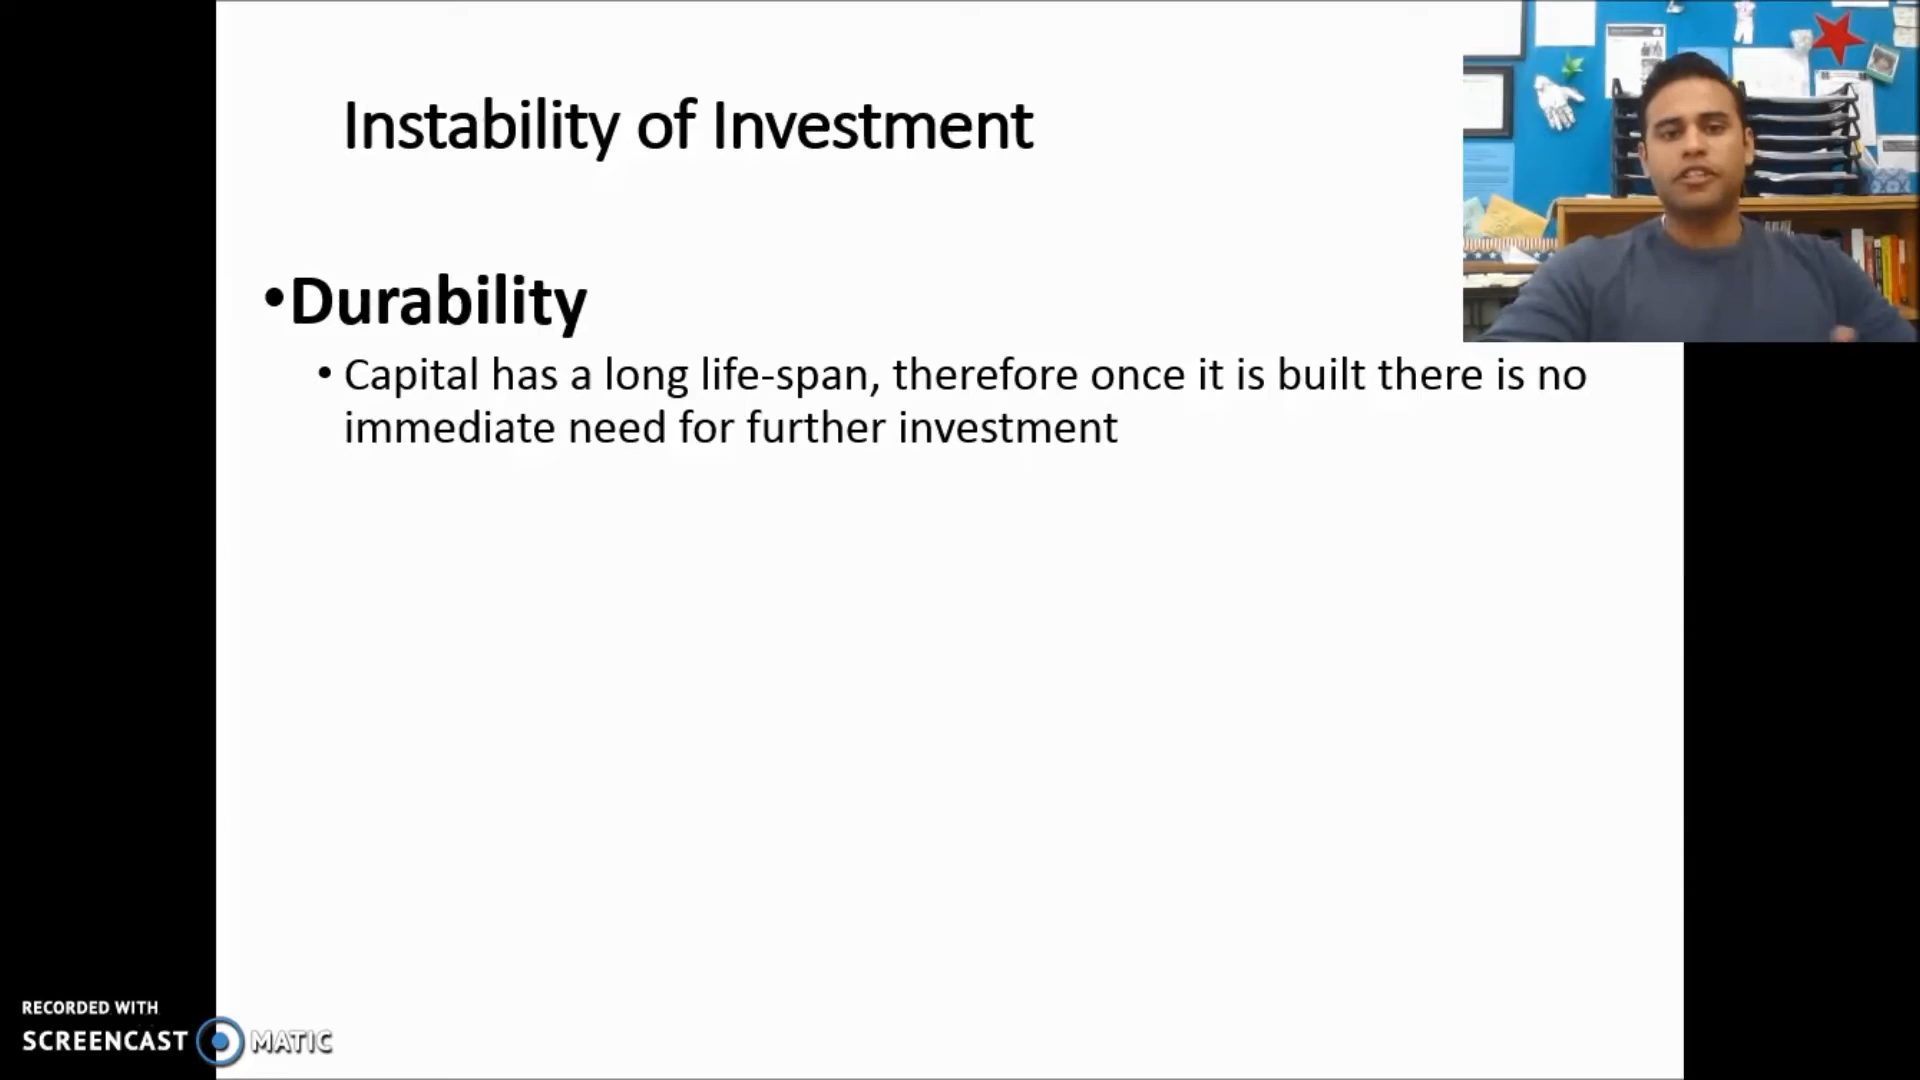 Instability of Investment
•Durability
• Capital has a long life-span, therefore once it is built there is no
immediate need for further investment
RECORDED WITH
SCREENCAST MATIC